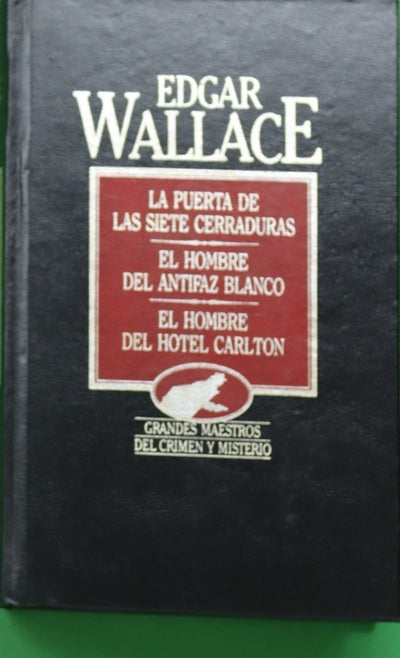 EDGAR
WALLACE
LA PUERTA DE
LAS SIETE CERRADURAS
EL HOMBRE
DEL ANTIFAZ BLANCO
EL HOMBRE
DEL HOTEL CARLTON
GRANDES MAESTROS
DEL CRIMEN Y MISTERIO